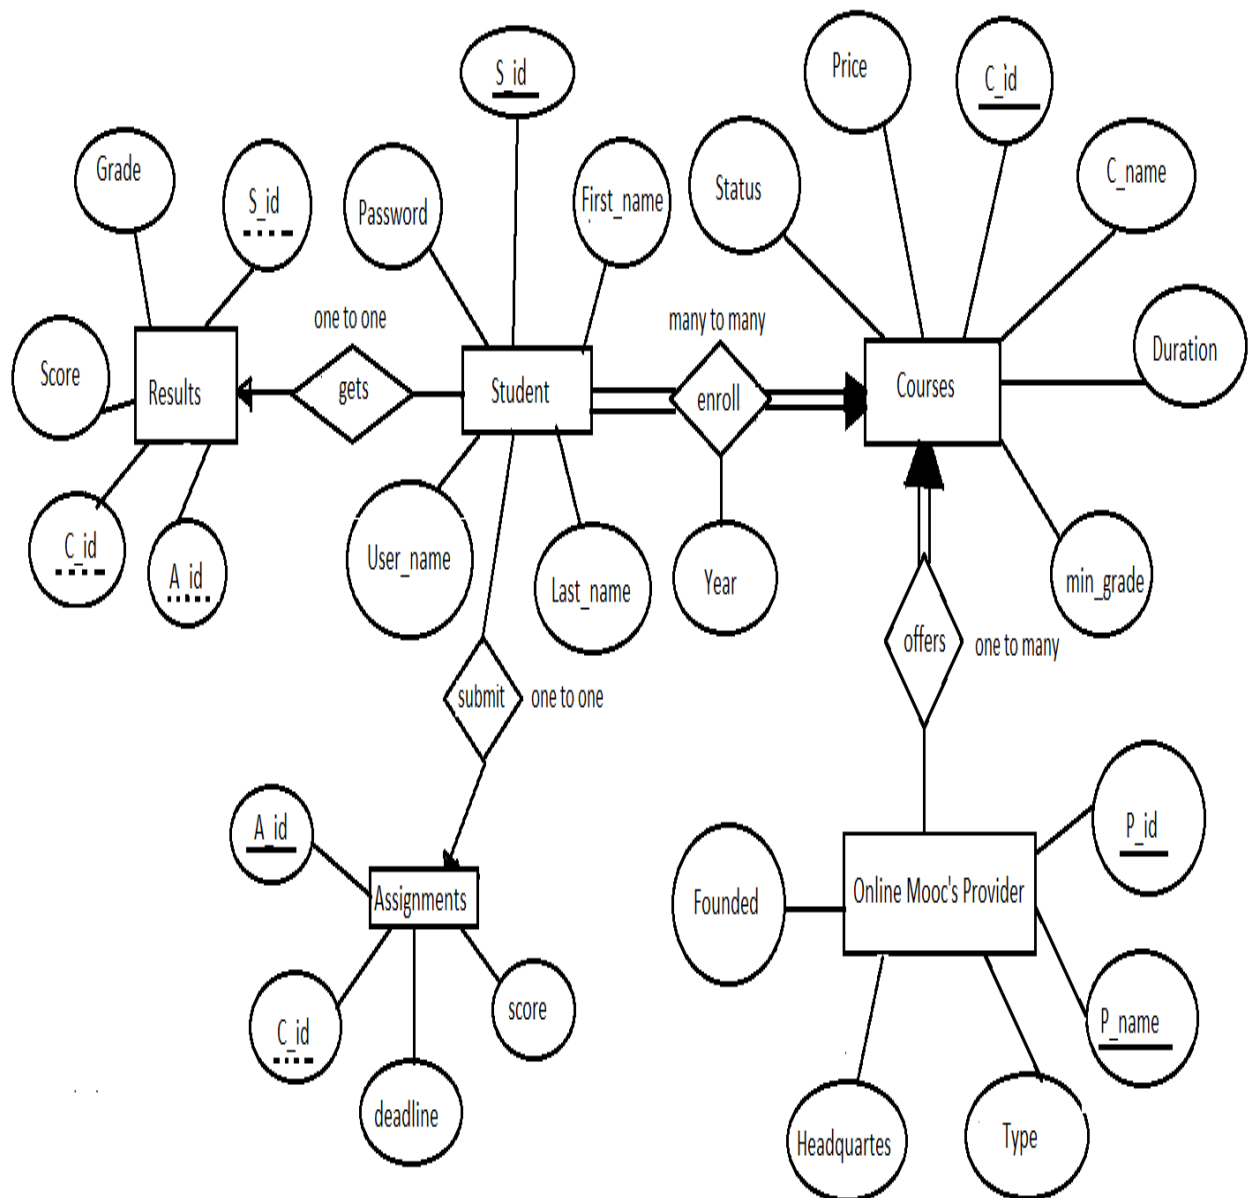 S_id
Price
C_id
Grade
S_id
Password
First_name
Status
C_name
one to one
many to many
Duration
Score
Results
gets
Student
enroll
Courses
C_id
A_id
User_name
Last_name
Year
min_grade
submit
one to one
offers
one to many
A_id
Assignments
Founded
Online Mooc's Provider
P_id
C_id
score
P_name
deadline
Headquartes
Type